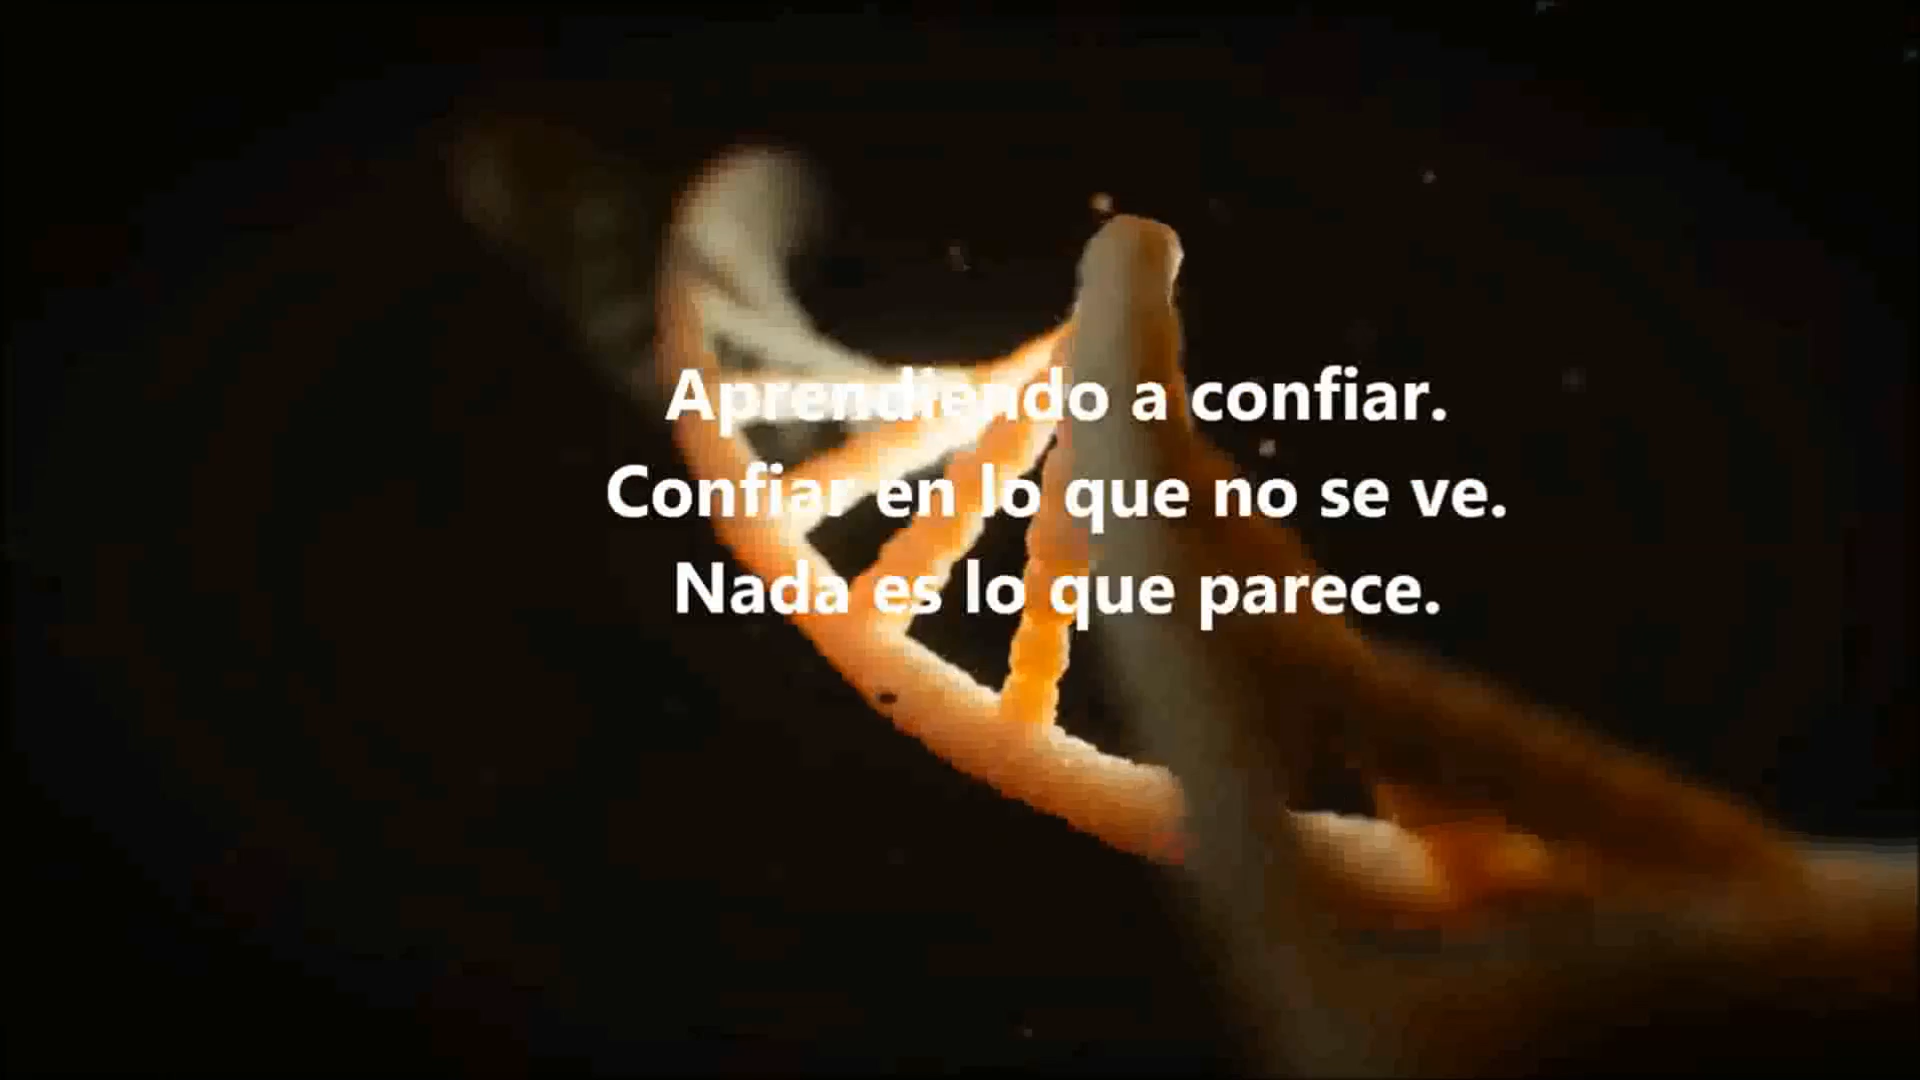 Aprendiendo a confiar.
Confiar en lo que no se ve.
Nada es lo que parece.